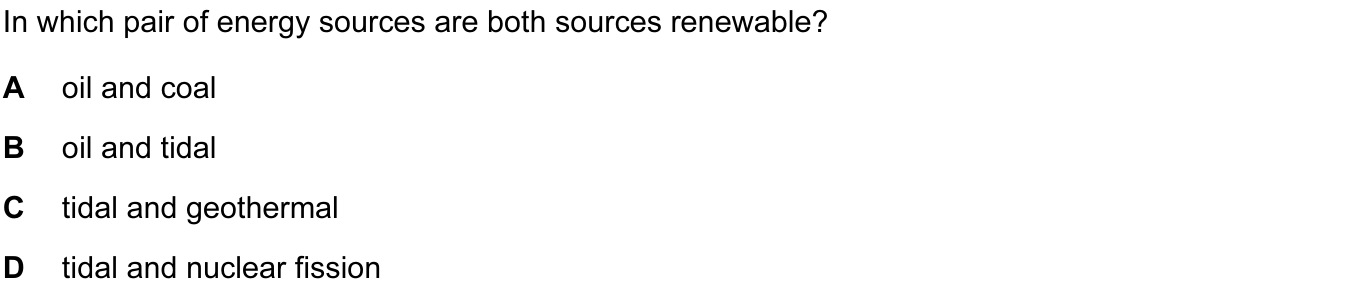 In which pair of energy sources are both sources renewable?
A oil and coal
B oil and tidal
C tidal and geothermal
D tidal and nuclear fission